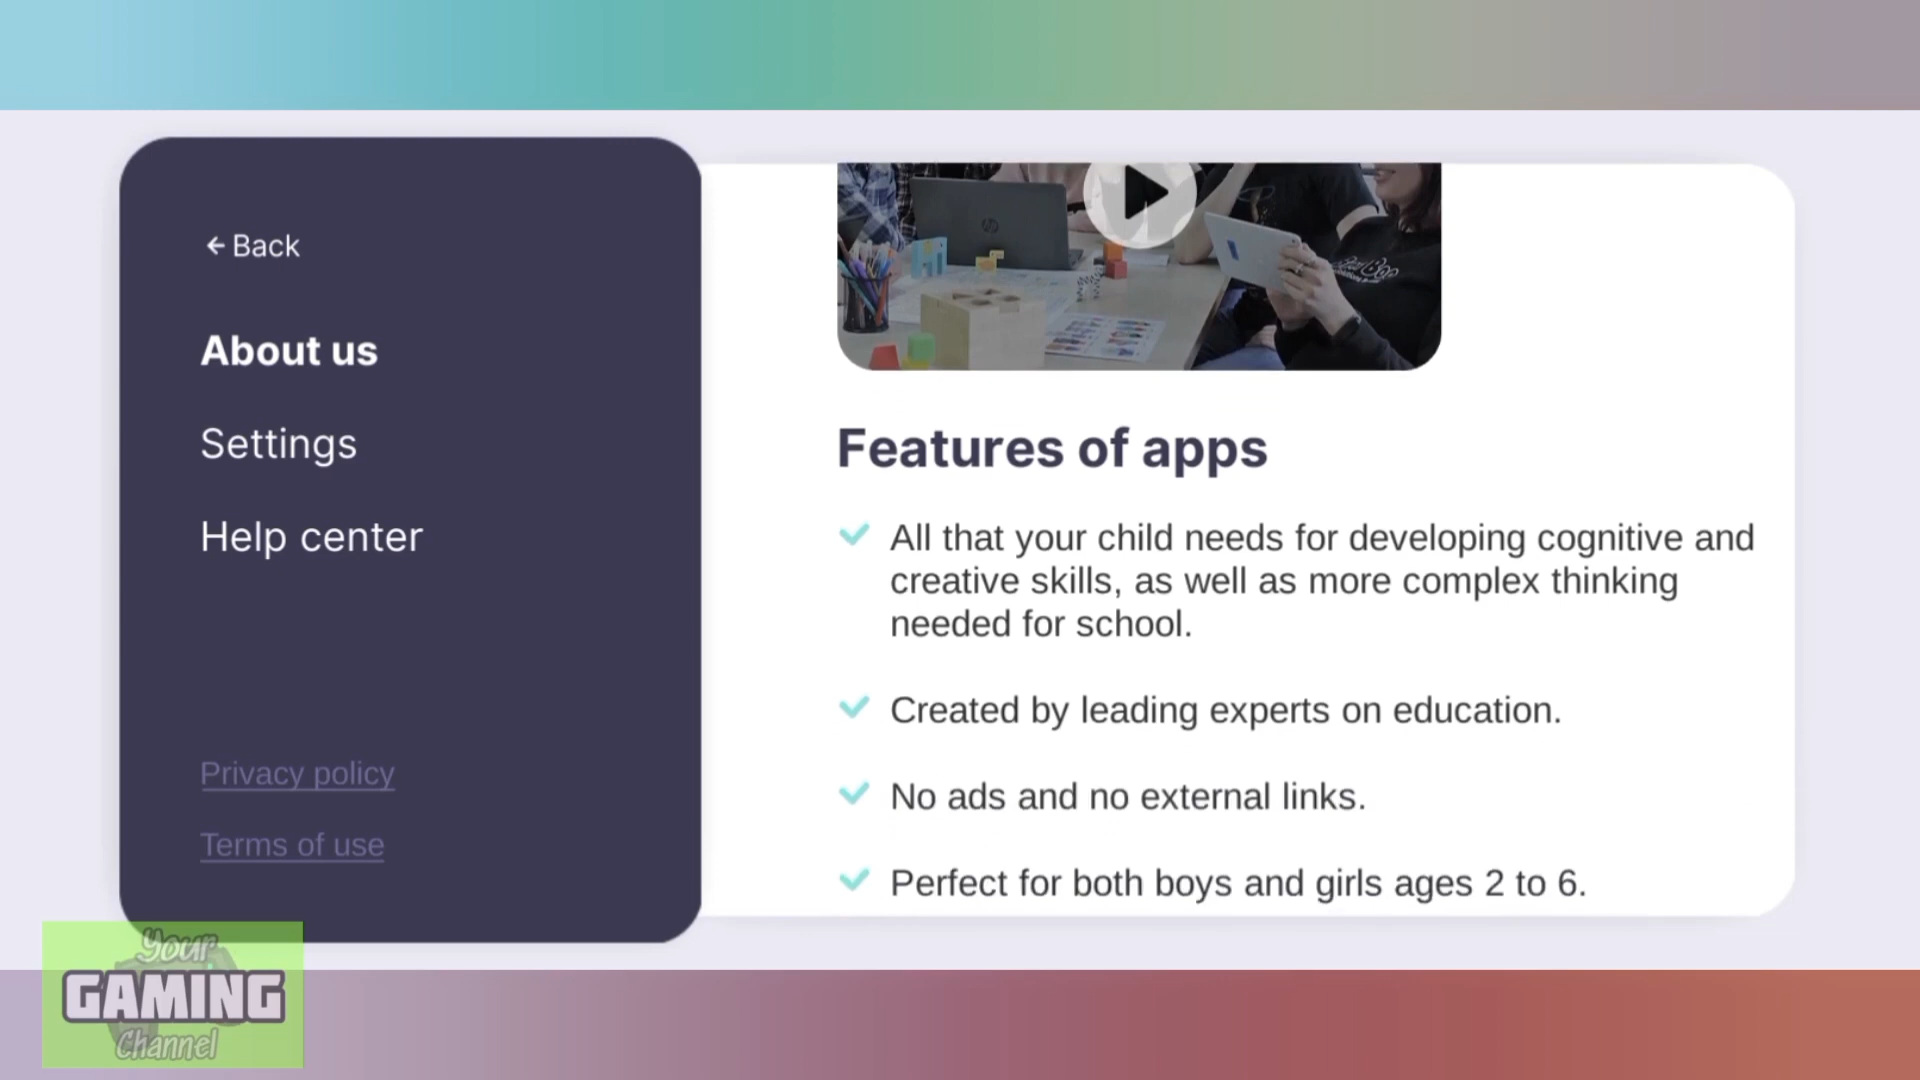 ← Back
About us
Settings
Help center
Privacy policy
Terms of use
Features of apps
All that your child needs for developing cognitive and
creative skills, as well as more complex thinking
needed for school.
Created by leading experts on education.
No ads and no external links.
Perfect for both boys and girls ages 2 to 6.
Your
GAMING
Channel